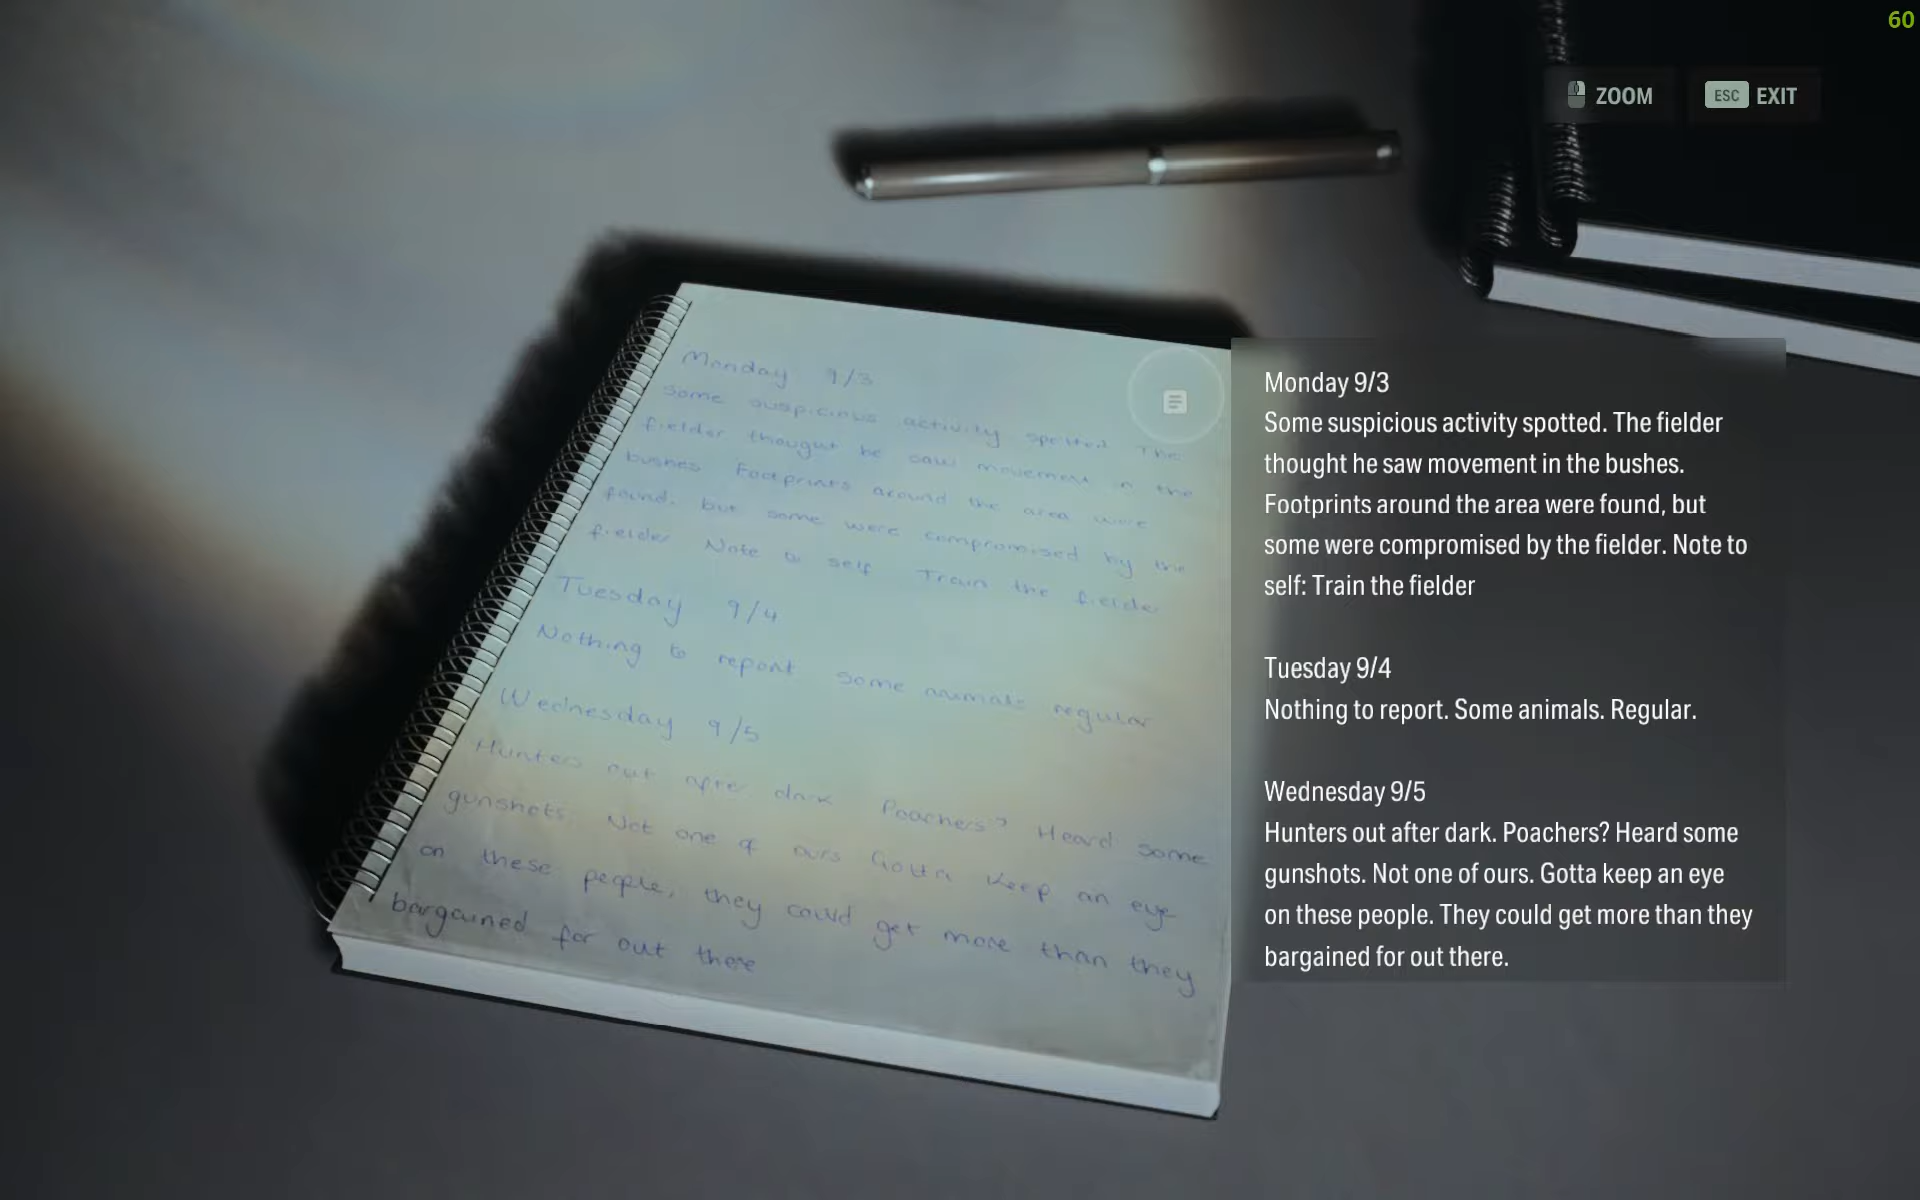 60
ZOOM
ESC EXIT
Monday 9/3
Some suspicious activity spotted. The
fielder thought he saw movement in the
bushes Footprints around the area were
found, but some were compromised by the
fielder Note to self Train the fielder
Tuesday 9/4
Nothing to report some animals regular
Wednesday 9/5
Hunters out after dark Poachers? Heard some
gunshots. Not one of ours Gotta keep an eye
on these people, they could get more than they
bargained for out there
Monday 9/3
Some suspicious activity spotted. The fielder
thought he saw movement in the bushes.
Footprints around the area were found, but
some were compromised by the fielder. Note to
self: Train the fielder
Tuesday 9/4
Nothing to report. Some animals. Regular.
Wednesday 9/5
Hunters out after dark. Poachers? Heard some
gunshots. Not one of ours. Gotta keep an eye
on these people. They could get more than they
bargained for out there.